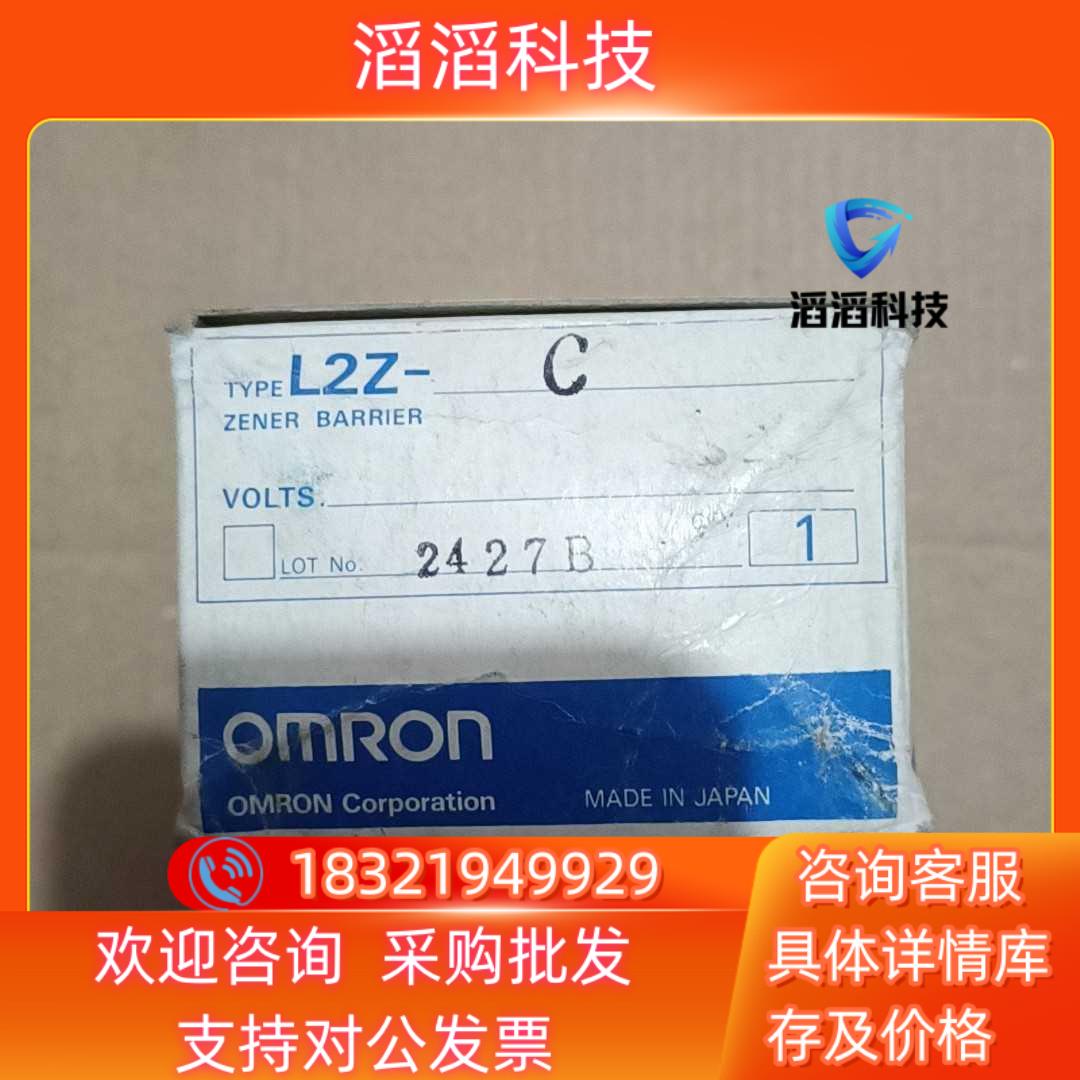 滔滔科技
滔滔科技
TYPE L2Z- C
ZENER BARRIER
VOLTS.
LOT No. 2427B
1
OMRON
OMRON Corporation
MADE IN JAPAN
18321949929
欢迎咨询 采购批发
支持对公发票
咨询客服
具体详情库
存及价格